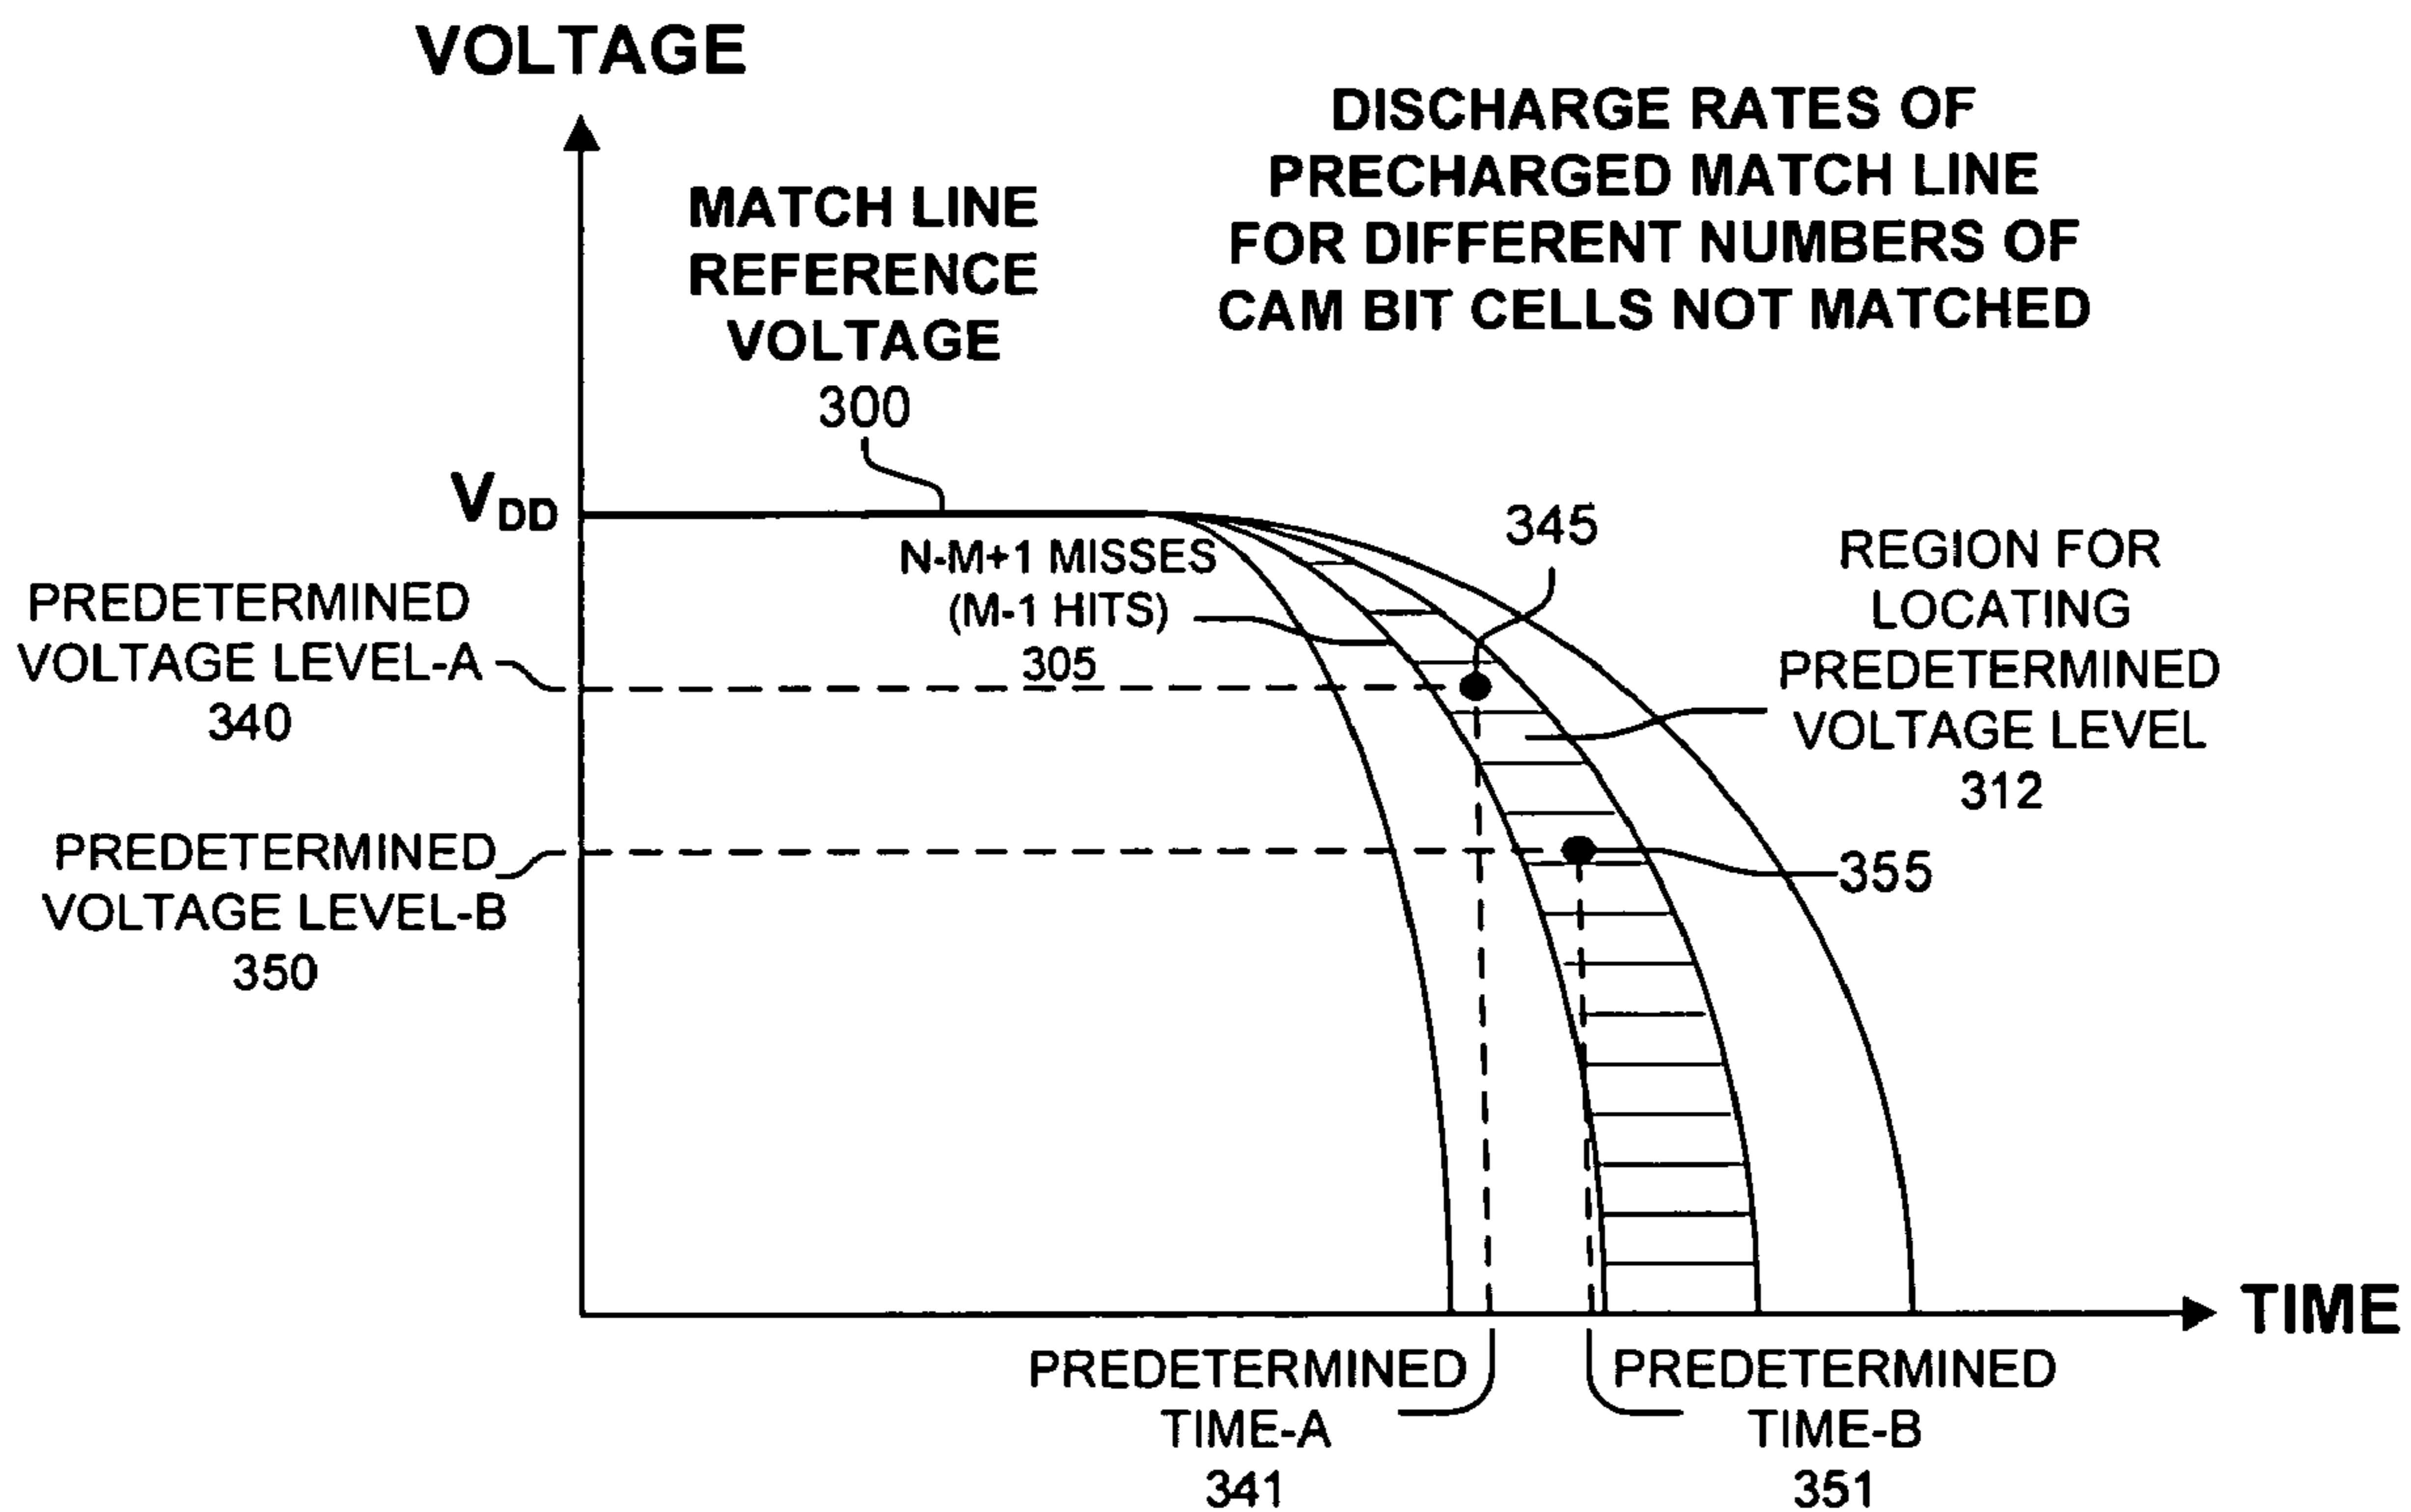 VOLTAGE
DISCHARGE RATES OF
PRECHARGED MATCH LINE
FOR DIFFERENT NUMBERS OF
CAM BIT CELLS NOT MATCHED
MATCH LINE
REFERENCE
VOLTAGE
300
VDD
N-M+1 MISSES
(M-1 HITS)
305
345
REGION FOR
LOCATING
PREDETERMINED
VOLTAGE LEVEL
312
PREDETERMINED
VOLTAGE LEVEL-A
340
PREDETERMINED
VOLTAGE LEVEL-B
350
355
TIME
PREDETERMINED
TIME-A
341
PREDETERMINED
TIME-B
351